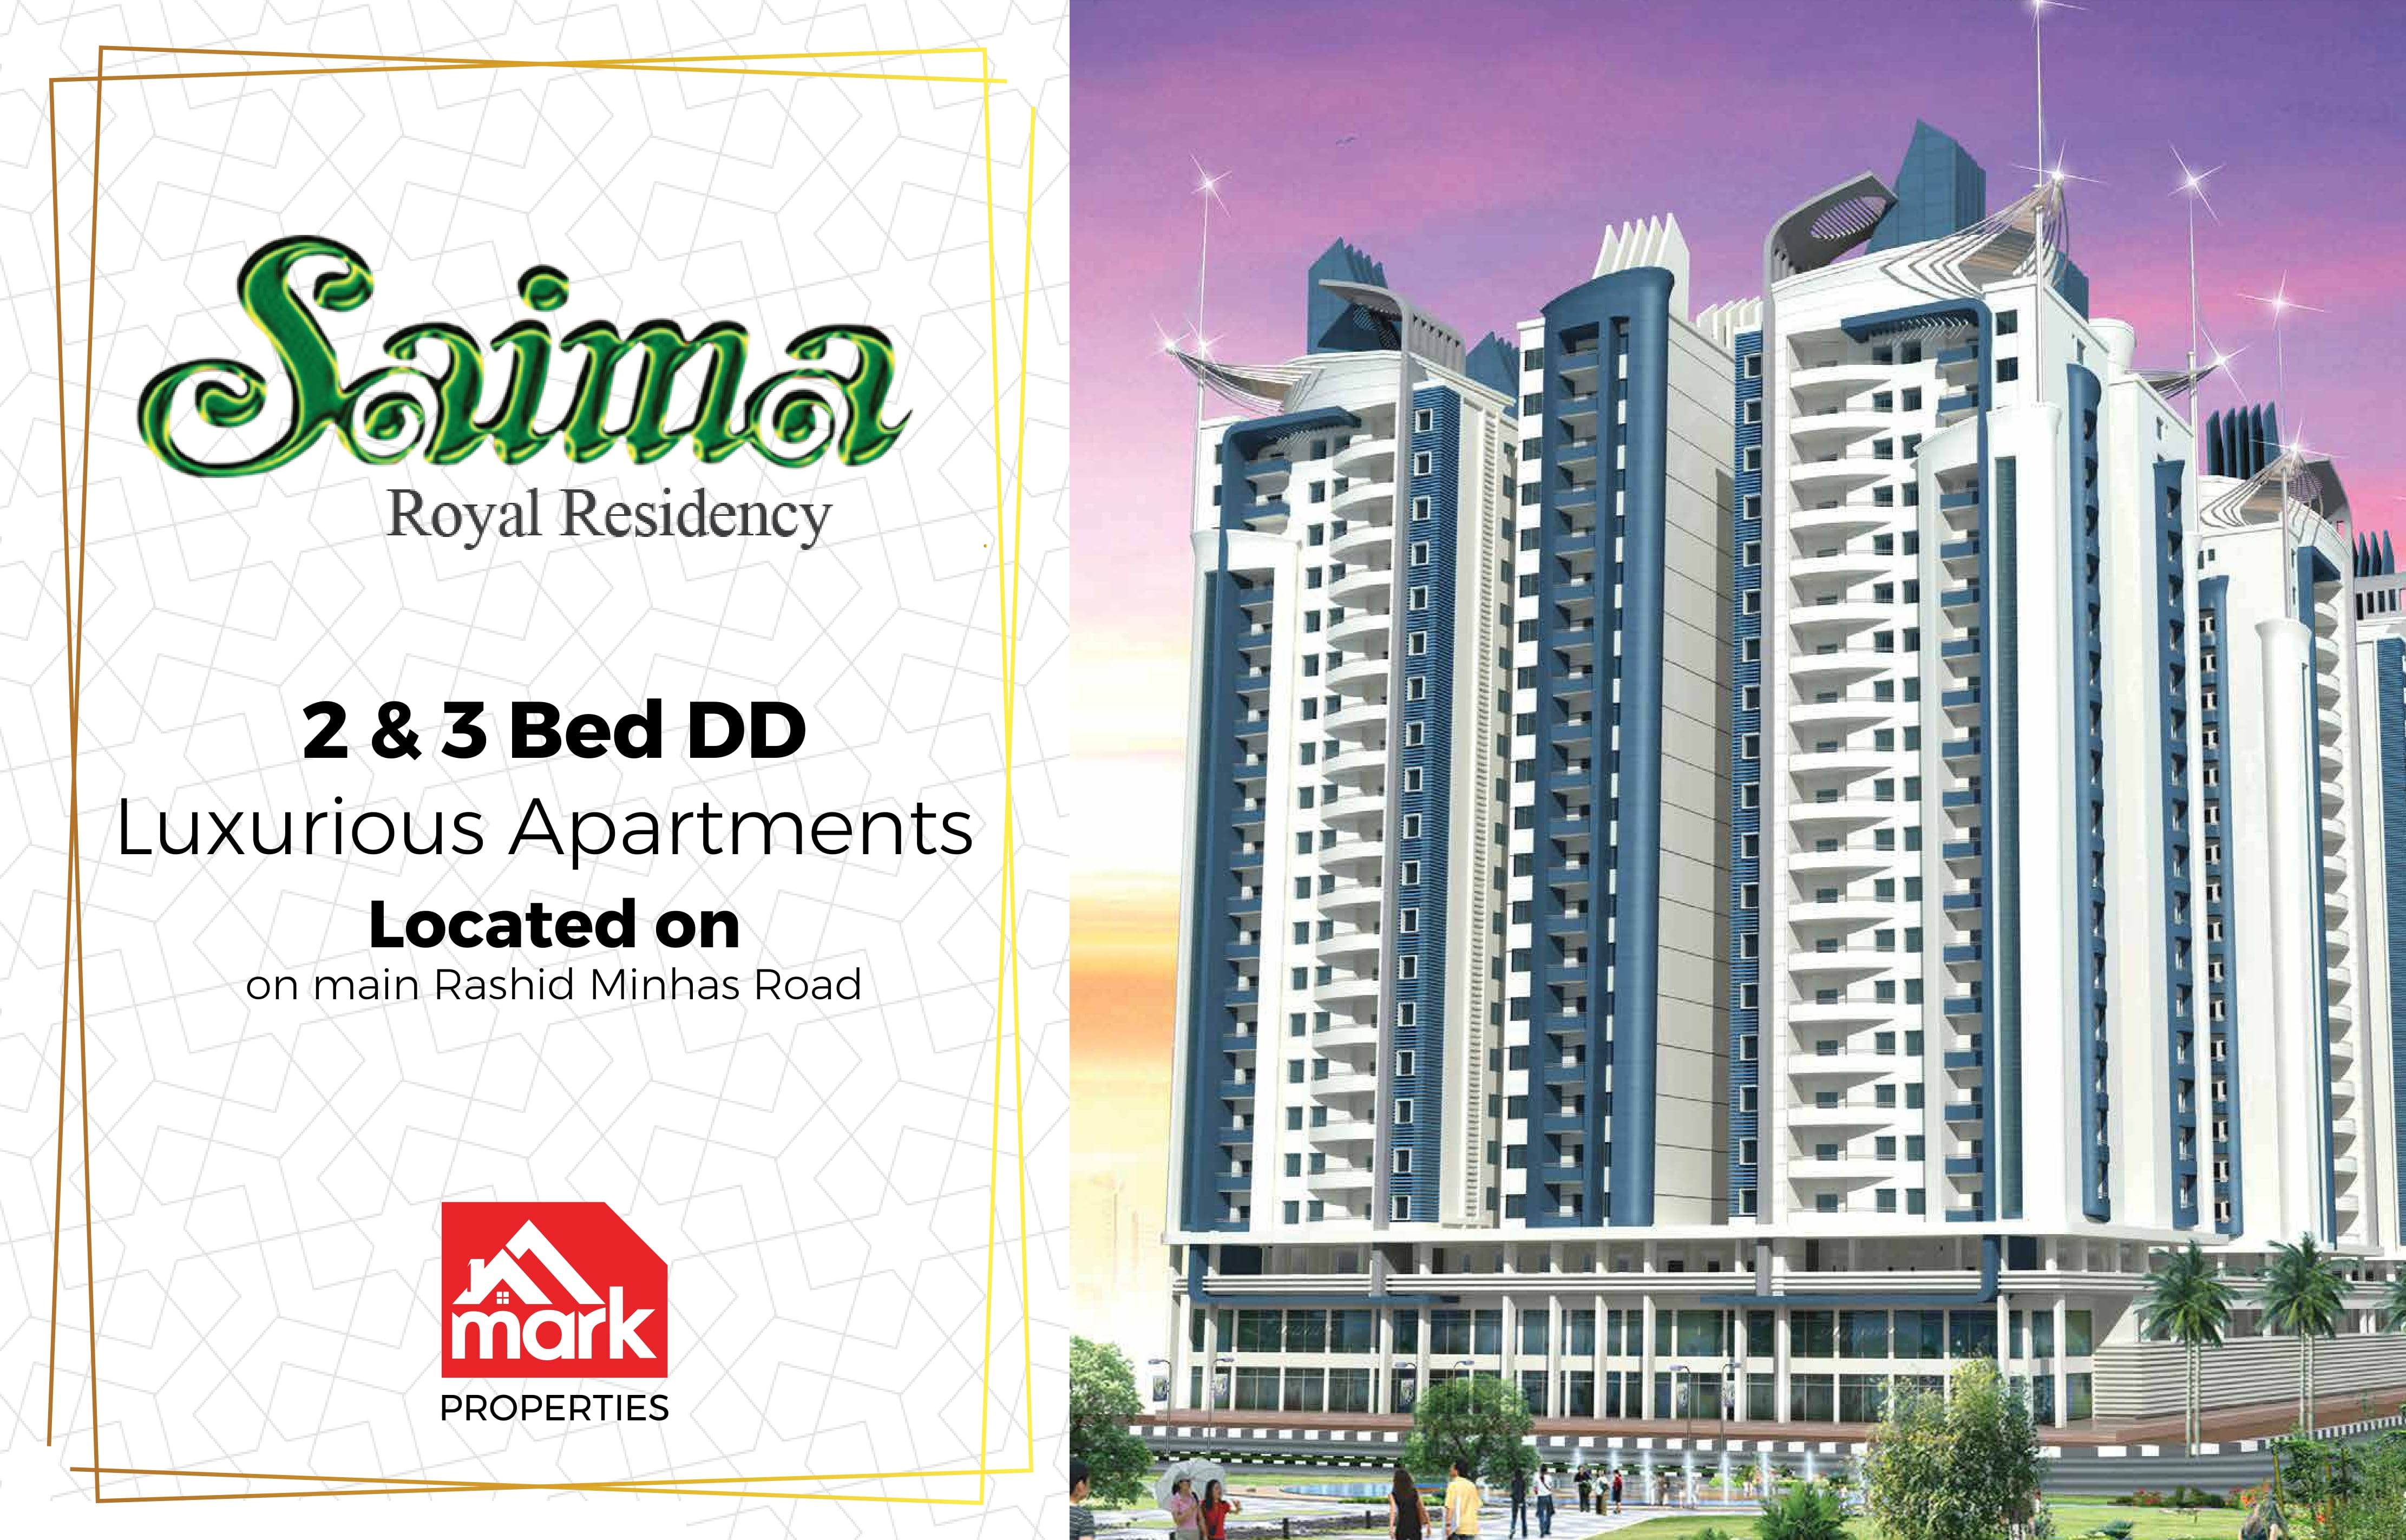 Saima
Royal Residency
2 & 3 Bed DD
Luxurious Apartments
Located on
on main Rashid Minhas Road
mark
PROPERTIES